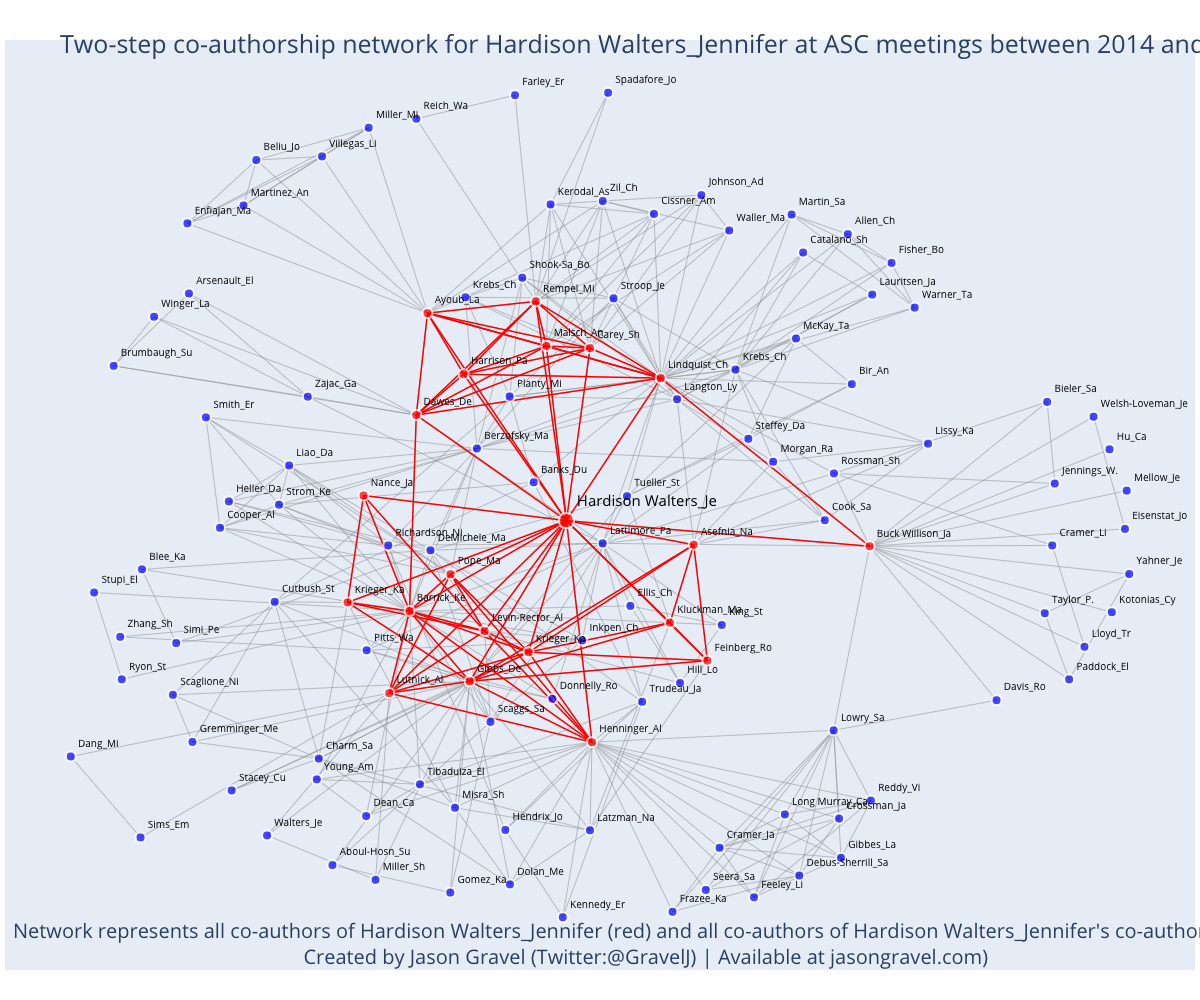 Two-step co-authorship network for Hardison Walters_Jennifer at ASC meetings between 2014 and
Farley_Er
Spadafore_Jo
Reich_Wa
Miller_Mi
Villegas_Li
Beliu_Jo
Johnson_Ad
Martinez_An
Kerodal_As
Zil_Ch
Cissner_Am
Martin_Sa
Enfiajan_Ma
Waller_Ma
Allen_Ch
Catalano_Sh
Fisher_Bo
Shook-Sa_Bo
Arsenault_El
Krebs_Ch
Rempel_Mi
Stroop_Je
Lauritsen_Ja
Warner_Ta
Winger_La
Ayoub_La
McKay_Ta
Malsch_An
Carey_Sh
Brumbaugh_Su
Harrison_Pa
Lindquist_Ch
Krebs_Ch
Bir_An
Zajac_Ga
Planty_Mi
Langton_Ly
Bieler_Sa
Smith_Er
Dawes_De
Welsh-Loveman_Je
Berzofsky_Ma
Steffey_Da
Lissy_Ka
Hu_Ca
Liao_Da
Morgan_Ra
Rossman_Sh
Heller_Da
Strom_Ke
Nance_Ja
Banks_Du
Tueller_St
Jennings_W.
Mellow_Je
Hardison Walters_Je
Cooper_Al
Cook_Sa
Eisenstat_Jo
Richardson_Ni
DeMichele_Ma
Lattimore_Pa
Asefnia_Na
Buck Willison_Ja
Cramer_Li
Blee_Ka
Pope_Ma
Yahner_Je
Stupi_El
Cutbush_St
Krieger_Ka
Barrick_Ke
Ellis_Ch
Kluckman_Ma
King_St
Taylor_P.
Kotonias_Cy
Zhang_Sh
Simi_Pe
Pitts_Wa
Levin-Rector_Al
Krieger_Ka
Inkpen_Ch
Feinberg_Ro
Lloyd_Tr
Ryon_St
Lutnick_Al
Gibbs_De
Hill_Lo
Paddock_El
Scaglione_Ni
Donnelly_Ro
Trudeau_Ja
Davis_Ro
Scaggs_Sa
Gremminger_Me
Henninger_Al
Lowry_Sa
Dang_Mi
Charm_Sa
Young_Am
Tibaduiza_El
Stacey_Cu
Misra_Sh
Reddy_Vi
Dean_Ca
Long Murray_Ca
Crossman_Ja
Sims_Em
Walters_Je
Hendrix_Jo
Latzman_Na
Cramer_Ja
Gibbes_La
Aboul-Hosn_Su
Miller_Sh
Gomez_Ka
Dolan_Me
Seera_Sa
Debus-Sherrill_Sa
Feeley_Li
Frazee_Ka
Kennedy_Er
Network represents all co-authors of Hardison Walters_Jennifer (red) and all co-authors of Hardison Walters_Jennifer's co-autho
Created by Jason Gravel (Twitter:@GravelJ) | Available at jasongravel.com)